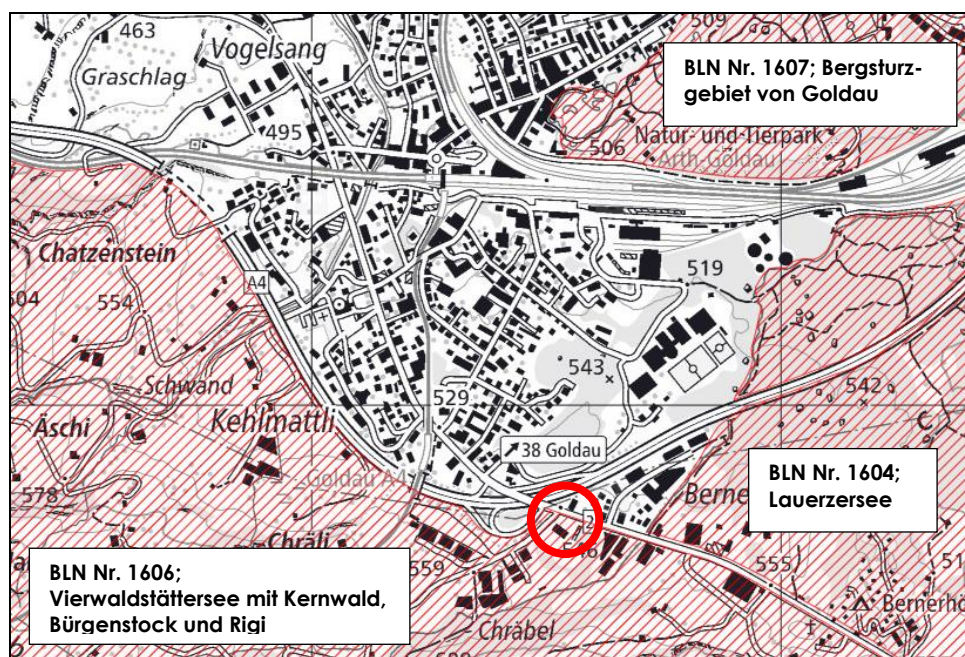 463
Vogelsang
Graschlag
509
BLN Nr. 1607; Bergsturz-
gebiet von Goldau
495
506
Natur- und Tierpark
Arth-Goldau
Chatzenstein
519
A4
554
Schwand
543
542
529
Kehlmattli
Äschi
38 Goldau
Goldau A4
578
BLN Nr. 1604;
Lauerzersee
2
546
Chräli
559
555
BLN Nr. 1606;
Vierwaldstättersee mit Kernwald,
Bürgenstock und Rigi
Chräbel